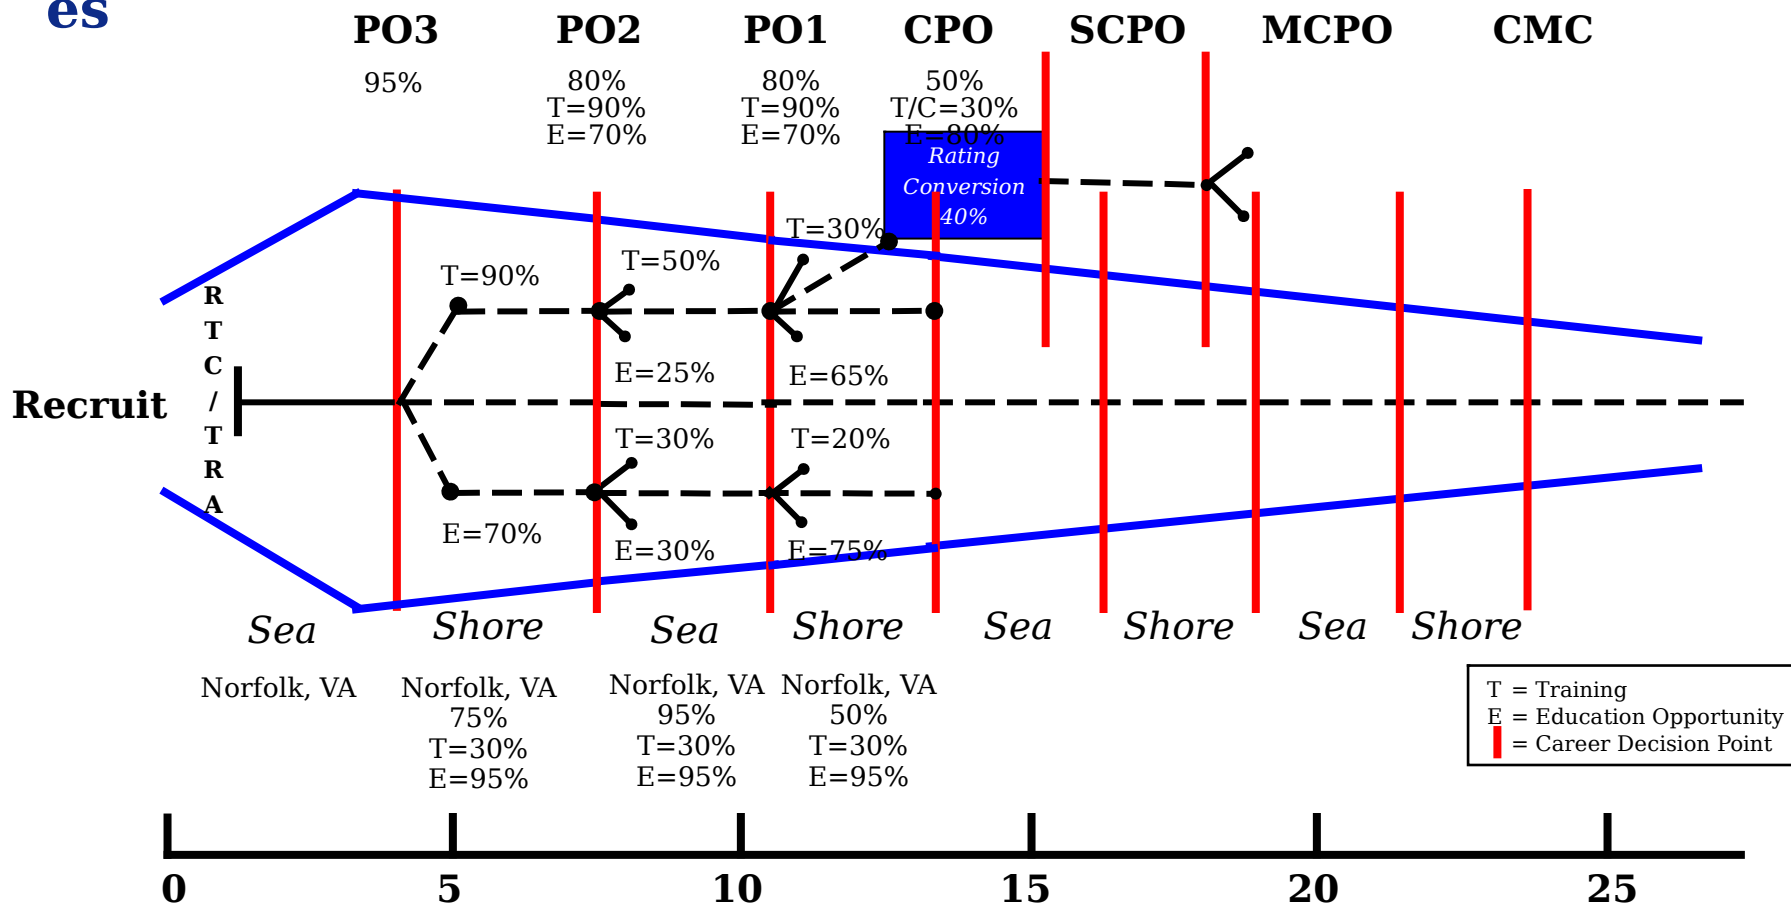 es
PO3
PO2
PO1
CPO
SCPO
MCPO
CMC
95%
80%
T=90%
E=70%
80%
T=90%
E=70%
50%
T/C=30%
E=80%
Rating
Conversion
40%
T=30%
T=90%
T=50%
R
T
C
/
T
R
A
Recruit
E=25%
E=65%
T=30%
T=20%
E=70%
E=30%
E=75%
Sea
Shore
Sea
Shore
Sea
Shore
Sea
Shore
Norfolk, VA
Norfolk, VA
75%
T=30%
E=95%
Norfolk, VA
95%
T=30%
E=95%
Norfolk, VA
50%
T=30%
E=95%
T = Training
E = Education Opportunity
= Career Decision Point
0
5
10
15
20
25